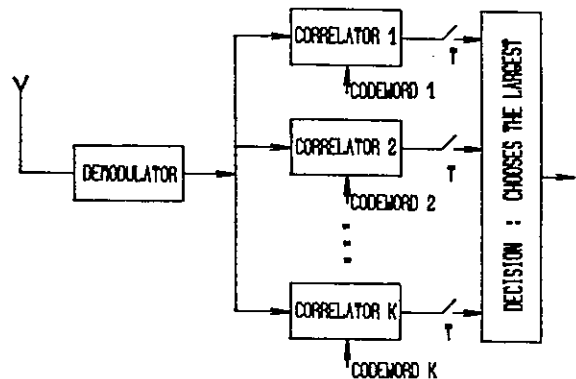 CORRELATOR 1
T
CODEWORD 1
DEMODULATOR
CORRELATOR 2
T
CODEWORD 2
CORRELATOR K
T
CODEWORD K
DECISION : CHOOSES THE LARGEST